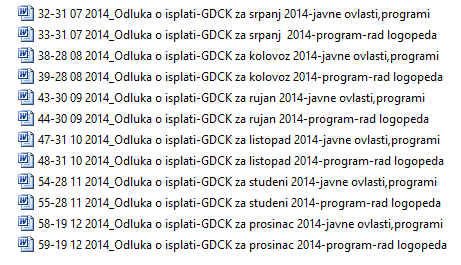 32-31 07 2014_Odluka o isplati-GDCK za srpanj 2014-javne ovlasti,programi
33-31 07 2014_Odluka o isplati-GDCK za srpanj  2014-program-rad logopeda
38-28 08 2014_Odluka o isplati-GDCK za kolovoz 2014-javne ovlasti,programi
39-28 08 2014_Odluka o isplati-GDCK za kolovoz 2014-program-rad logopeda
43-30 09 2014_Odluka o isplati-GDCK za rujan 2014-javne ovlasti,programi
44-30 09 2014_Odluka o isplati-GDCK za rujan 2014-program-rad logopeda
47-31 10 2014_Odluka o isplati-GDCK za listopad 2014-javne ovlasti,programi
48-31 10 2014_Odluka o isplati-GDCK za listopad 2014-program-rad logopeda
54-28 11 2014_Odluka o isplati-GDCK za studeni 2014-javne ovlasti,programi
55-28 11 2014_Odluka o isplati-GDCK za studeni 2014-program-rad logopeda
58-19 12 2014_Odluka o isplati-GDCK za prosinac 2014-javne ovlasti,programi
59-19 12 2014_Odluka o isplati-GDCK za prosinac 2014-program-rad logopeda